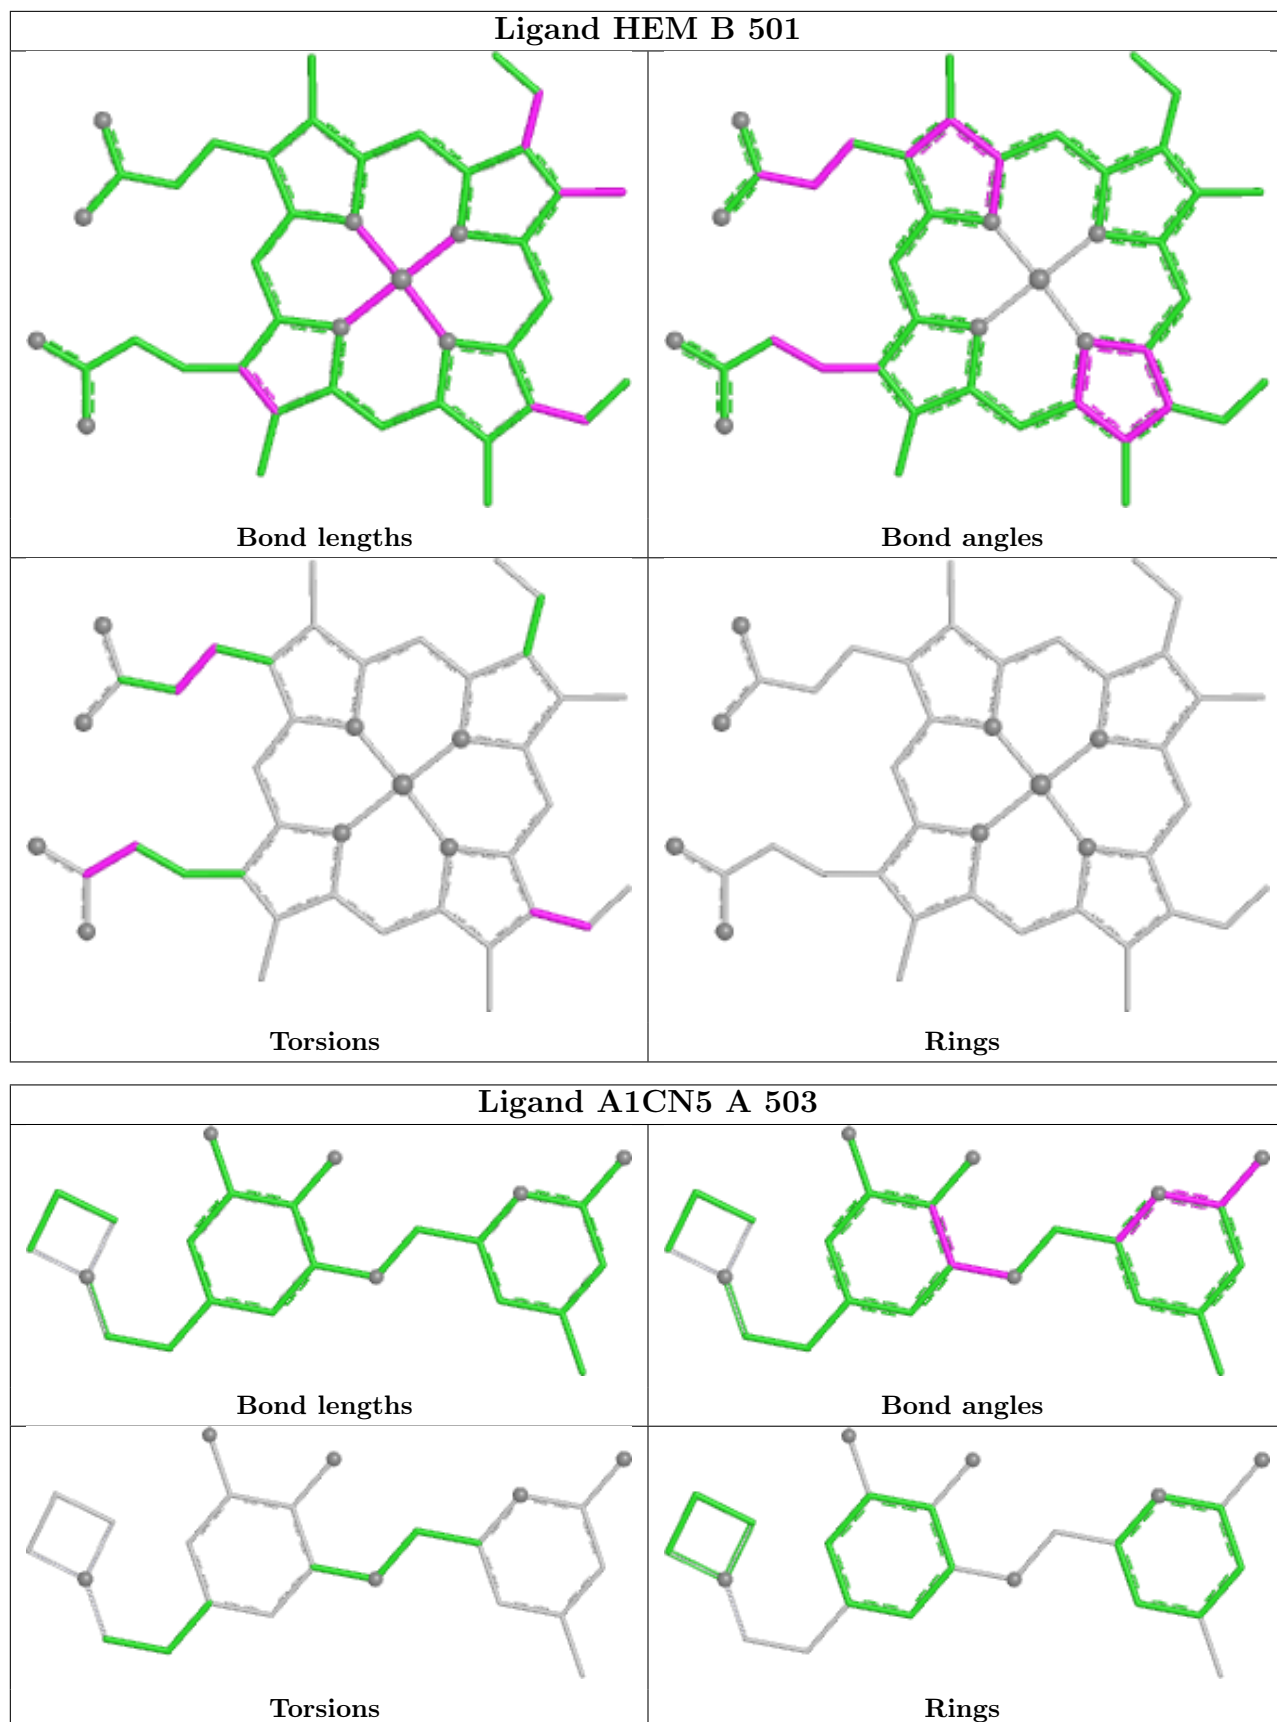 Ligand HEM B 501
Bond lengths
Bond angles
Torsions
Rings
Ligand A1CN5 A 503
Bond lengths
Bond angles
Torsions
Rings